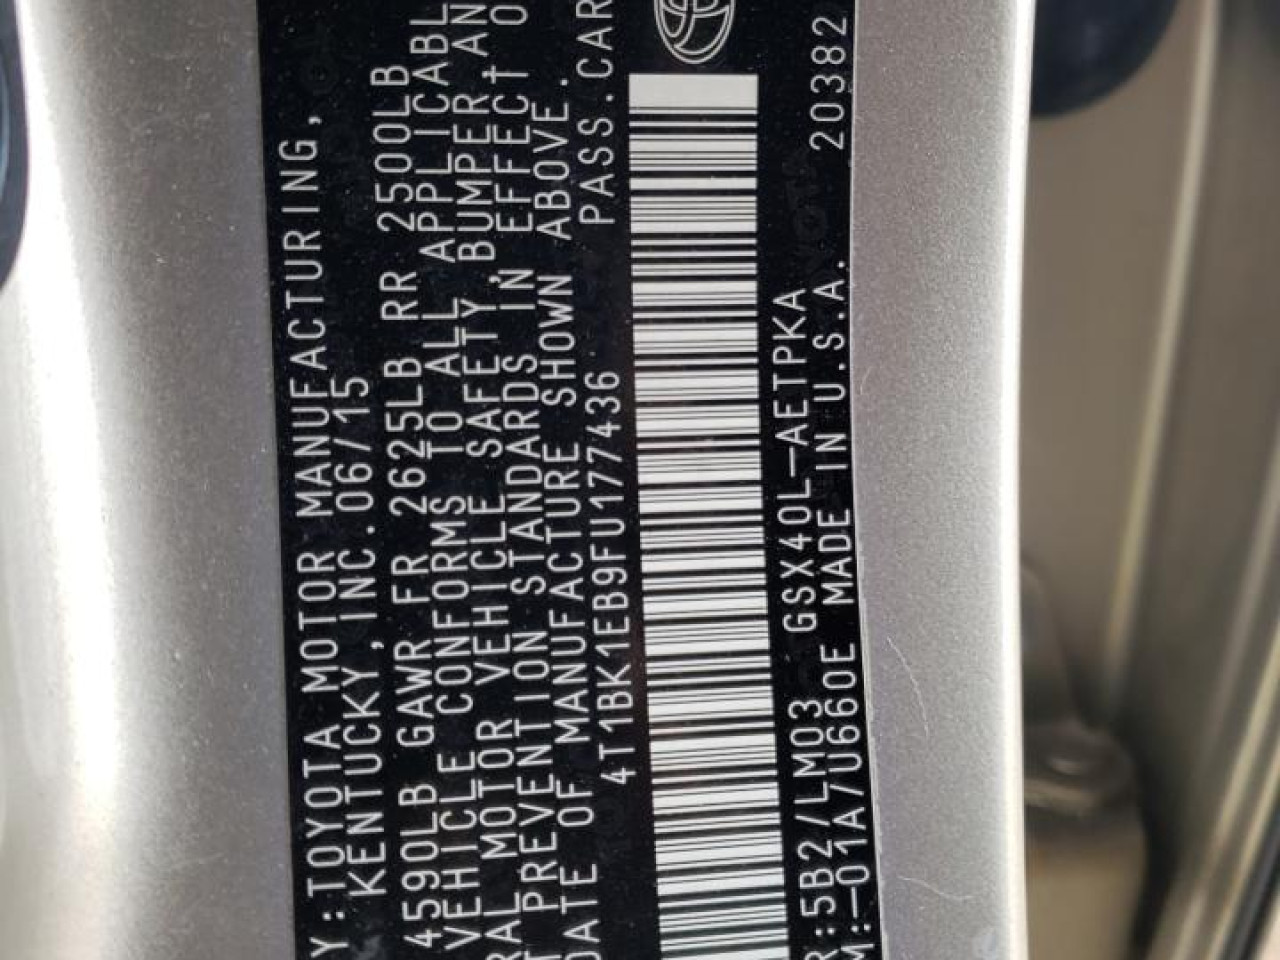 Y:TOYOTA MOTOR MANUFACTURING,
KENTUCKY,INC.06/15
4590LB GAWR FR 2625LB RR 2500LB
VEHICLE CONFORMS TO ALL APPLICABL
RAL MOTOR VEHICLE SAFETY,BUMPER AN
T PREVENTION STANDARDS IN EFFECT O
DATE OF MANUFACTURE SHOWN ABOVE.
4T1BK1EB9FU177436 PASS.CAR
R:5B2/LM03 GSX40L-AETPKA
M:-01A/U660E MADE IN U.S.A. 20382